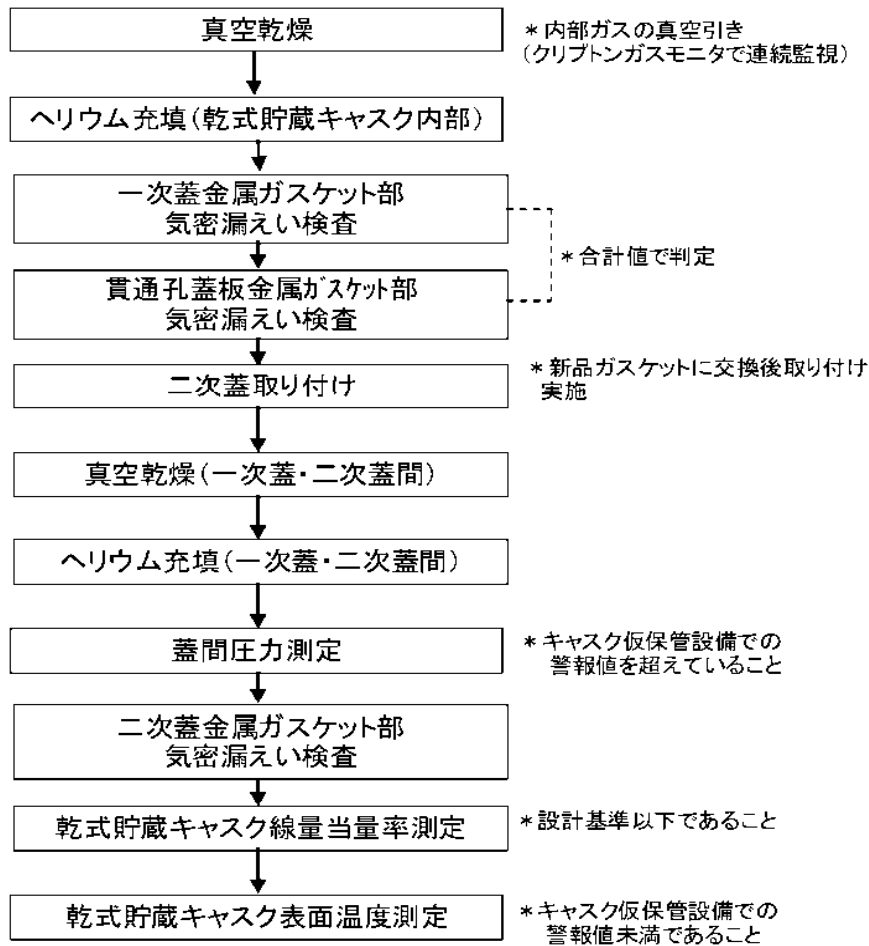 真空乾燥
＊内部ガスの真空引き
(クリプトンガスモニタで連続監視)
ヘリウム充填(乾式貯蔵キャスク内部)
一次蓋金属ガスケット部
気密漏えい検査
＊合計値で判定
貫通孔蓋板金属ガスケット部
気密漏えい検査
二次蓋取り付け
＊新品ガスケットに交換後取り付け
実施
真空乾燥(一次蓋・二次蓋間)
ヘリウム充填(一次蓋・二次蓋間)
蓋間圧力測定
＊キャスク仮保管設備での
警報値を超えていること
二次蓋金属ガスケット部
気密漏えい検査
乾式貯蔵キャスク線量当量率測定
＊設計基準以下であること
乾式貯蔵キャスク表面温度測定
＊キャスク仮保管設備での
警報値未満であること